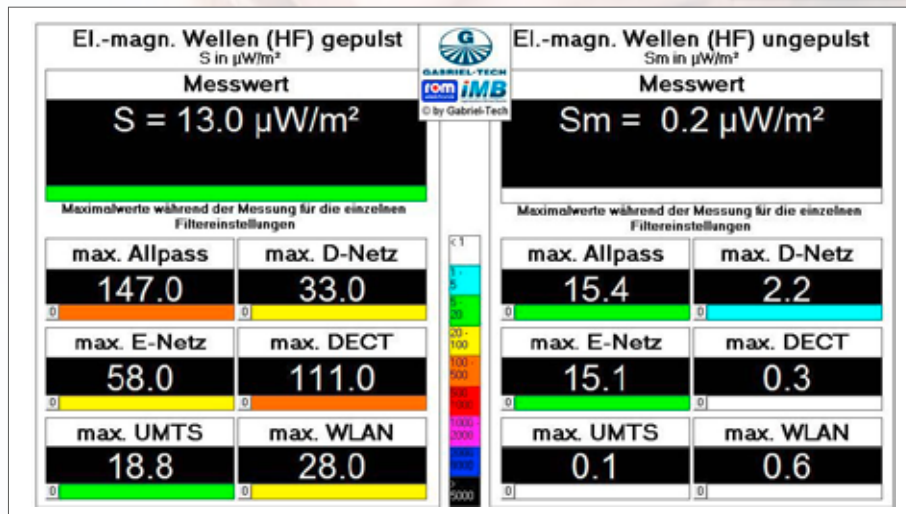 El.-magn. Wellen (HF) gepulst
S in µW/m²
Messwert
S = 13.0 µW/m²
Maximalwerte während der Messung für die einzelnen
Filtereinstellungen
max. Allpass
max. D-Netz
147.0
33.0
0
0
max. E-Netz
max. DECT
58.0
111.0
0
0
max. UMTS
max. WLAN
18.8
28.0
0
0
G
GABRIEL-TECH
rom
iMB
© by Gabriel-Tech
< 1
1 -
5
5 -
20
20 -
100
100 -
500
500
1000
1000 -
2000
>
5000
El.-magn. Wellen (HF) ungepulst
Sm in µW/m²
Messwert
Sm = 0.2 µW/m²
Maximalwerte während der Messung für die einzelnen
Filtereinstellungen
max. Allpass
max. D-Netz
15.4
2.2
0
0
max. E-Netz
max. DECT
15.1
0.3
0
0
max. UMTS
max. WLAN
0.1
0.6
0
0